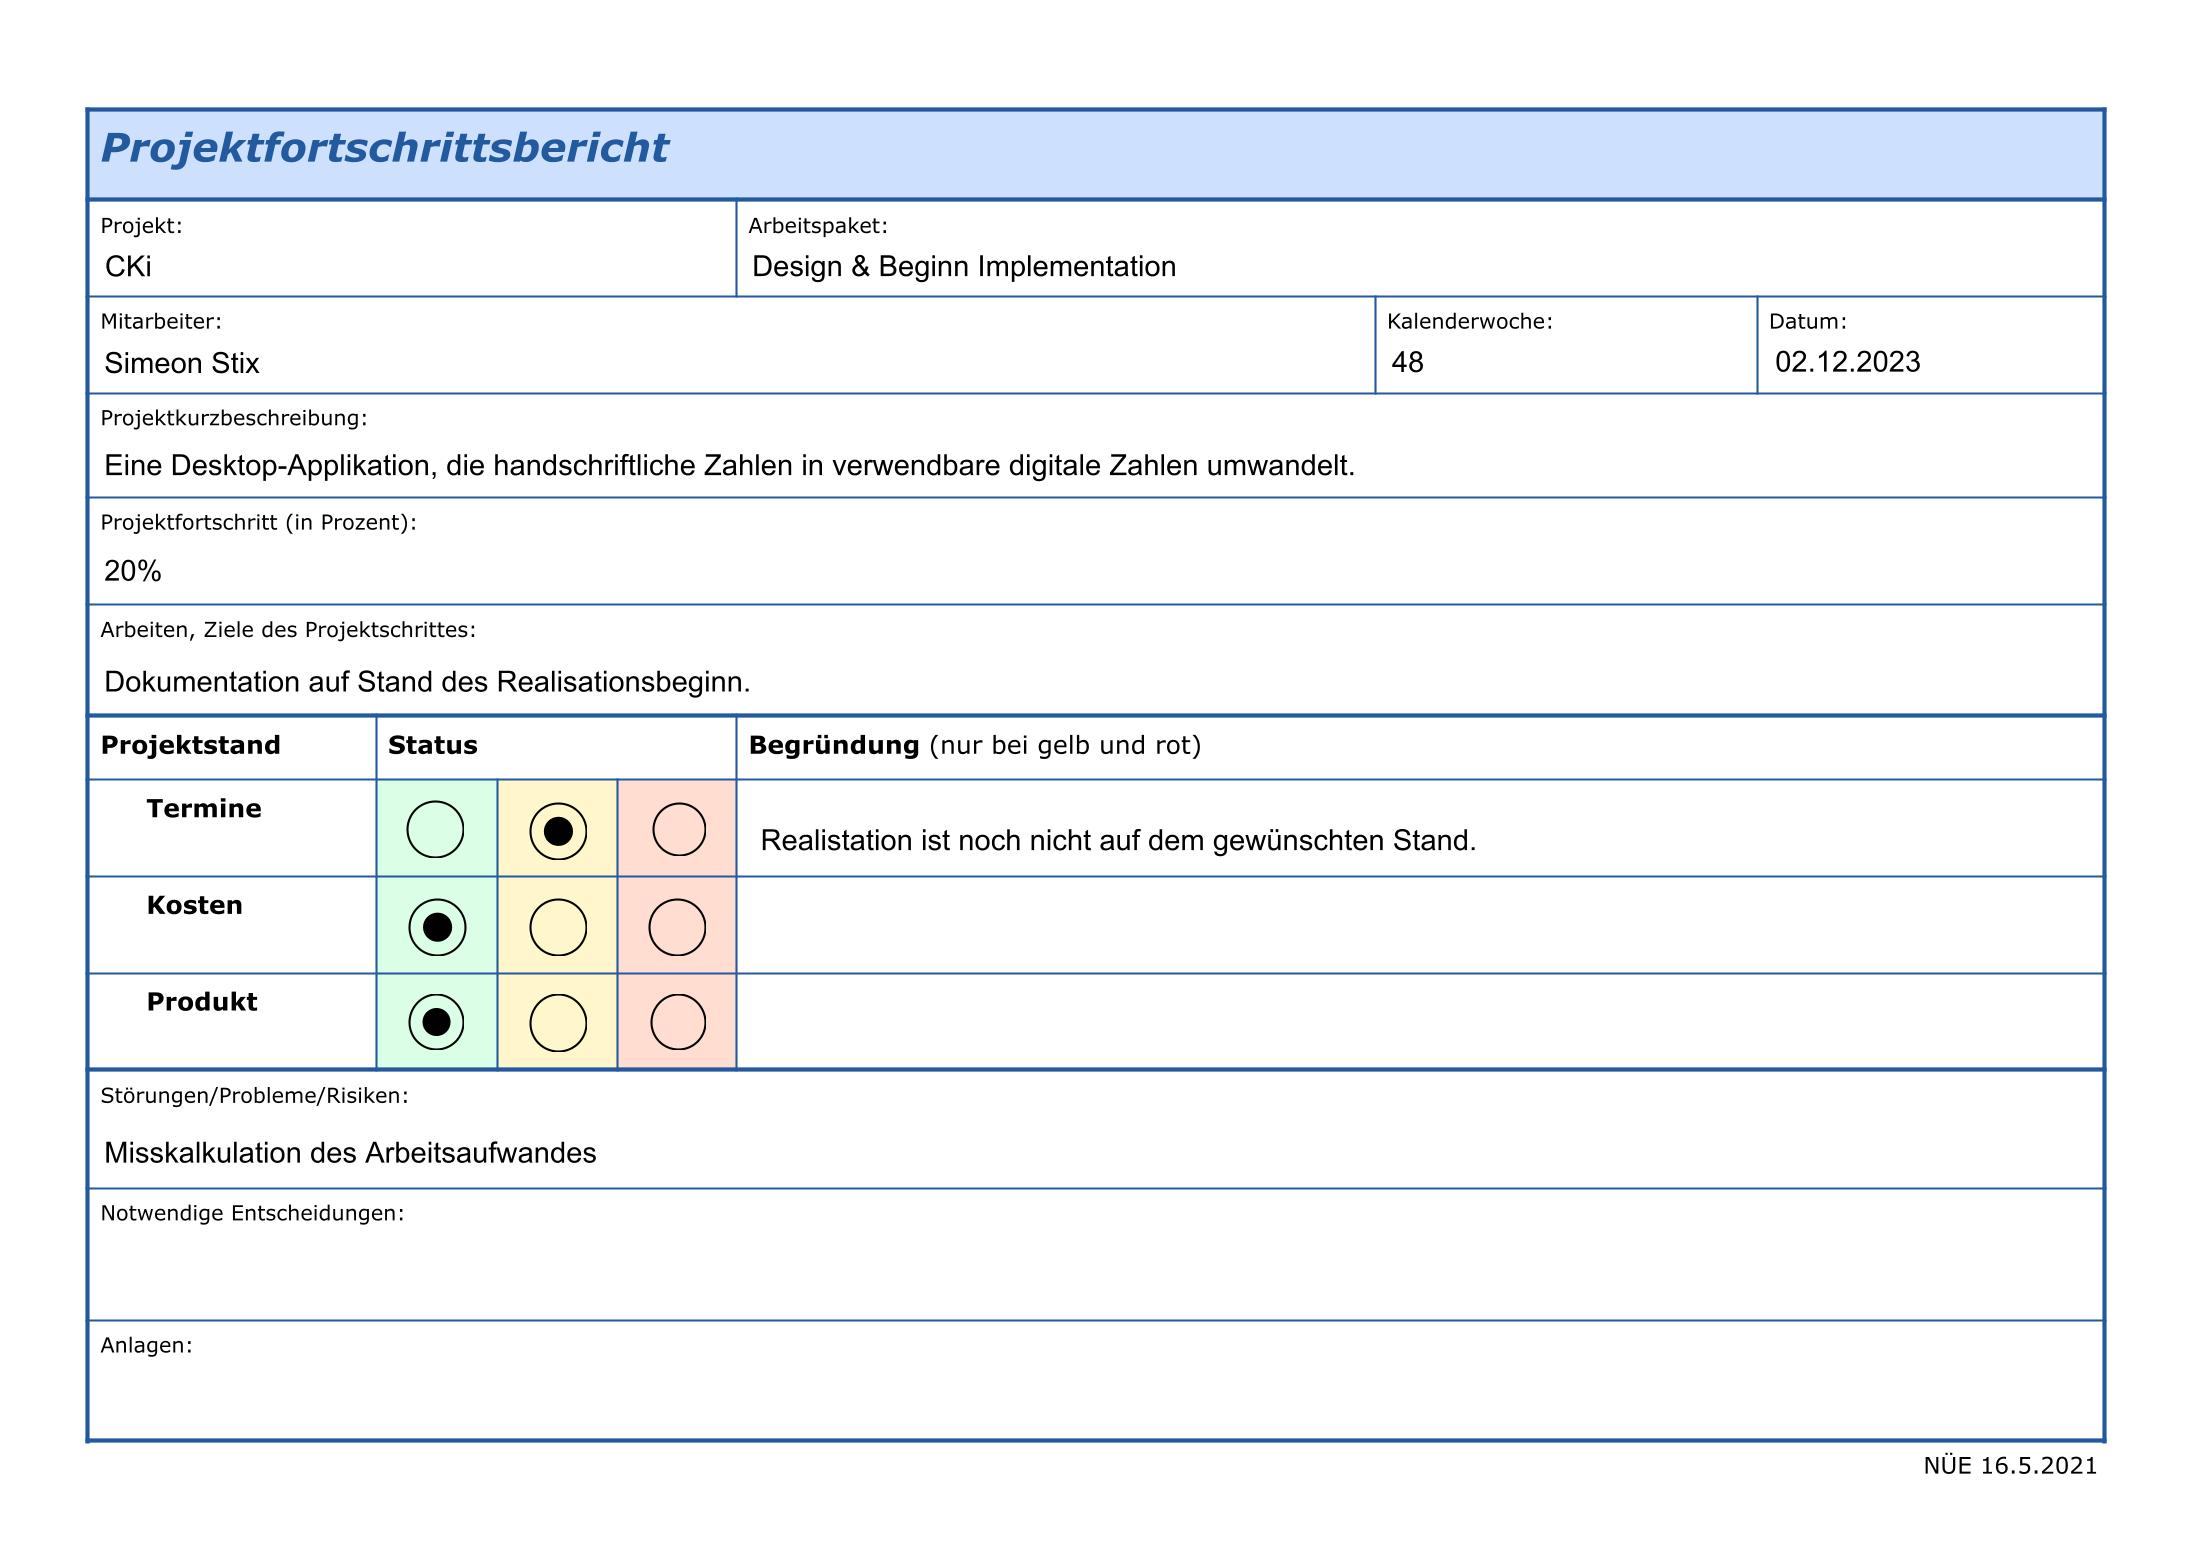 Projektfortschrittsbericht
Projekt:
CKi
Arbeitspaket:
Design & Beginn Implementation
Mitarbeiter:
Simeon Stix
Kalenderwoche:
48
Datum:
02.12.2023
Projektkurzbeschreibung:
Eine Desktop-Applikation, die handschriftliche Zahlen in verwendbare digitale Zahlen umwandelt.
Projektfortschritt (in Prozent):
20%
Arbeiten, Ziele des Projektschrittes:
Dokumentation auf Stand des Realisationsbeginn.
Projektstand Status Begründung (nur bei gelb und rot)
Termine
Realistation ist noch nicht auf dem gewünschten Stand.
Kosten
Produkt
Störungen/Probleme/Risiken:
Misskalkulation des Arbeitsaufwandes
Notwendige Entscheidungen:
Anlagen:
NÜE 16.5.2021